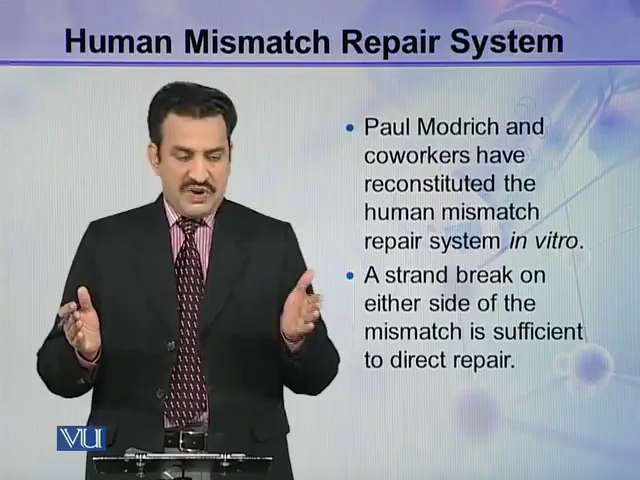 Human Mismatch Repair System
• Paul Modrich and
coworkers have
reconstituted the
human mismatch
repair system in vitro.
• A strand break on
either side of the
mismatch is sufficient
to direct repair.
VU